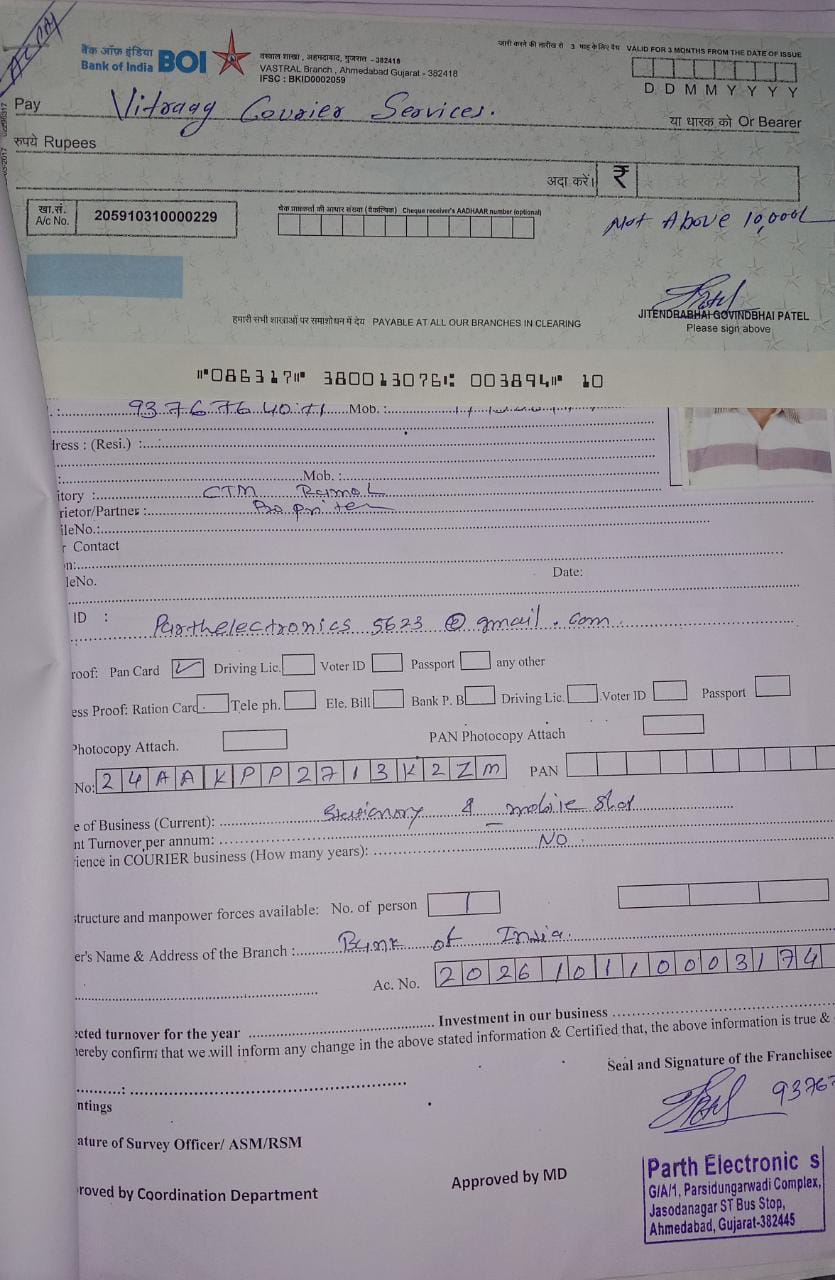 A/C PAY
बैंक ऑफ़ इंडिया
Bank of India BOI
वस्त्राल शाखा, अहमदाबाद, गुजरात - 382418
VASTRAL Branch, Ahmedabad Gujarat - 382418
IFSC : BKID0002059
जारी करने की तारीख से 3 माह के लिए वैध VALID FOR 3 MONTHS FROM THE DATE OF ISSUE
D D M M Y Y Y Y
Pay Vitragg Courier Services.
या धारक को Or Bearer
रुपये Rupees
अदा करें। ₹
खा.सं.
A/c No. 205910310000229
चेक प्राप्तकर्ता की आधार संख्या (वैकल्पिक) Cheque receiver's AADHAAR number (optional)
Not Above 10,000/-
हमारी सभी शाखाओं पर समाशोधन में देय PAYABLE AT ALL OUR BRANCHES IN CLEARING
JITENDRABHAI GOVINDBHAI PATEL
Please sign above
⑈086317⑈ 380013076⑆ 003894⑈ 10
9376764071 Mob. :
ress : (Resi.) :
Mob. :
itory : CTM Ramol
rietor/Partner :
ileNo.:
r Contact
n:
leNo.
Date:
ID : Parthelectronics 5623 @ gmail . com
roof: Pan Card ✓ Driving Lic. Voter ID Passport any other
ess Proof: Ration Card Tele ph. Ele. Bill Bank P. B Driving Lic. Voter ID Passport
Photocopy Attach. PAN Photocopy Attach
No: 24AAKPP2713K2ZM PAN
e of Business (Current): Stationory & mobile
nt Turnover per annum:
rience in COURIER business (How many years): NO
structure and manpower forces available: No. of person 1
er's Name & Address of the Branch : Bank of India.
Ac. No. 202610110003174
cted turnover for the year Investment in our business
hereby confirm that we will inform any change in the above stated information & Certified that, the above information is true &
Seal and Signature of the Franchisee
9376
ntings
ature of Survey Officer/ ASM/RSM
roved by Coordination Department
Approved by MD
Parth Electronic s
G/A/1, Parsidungarwadi Complex,
Jasodanagar ST Bus Stop,
Ahmedabad, Gujarat-382445